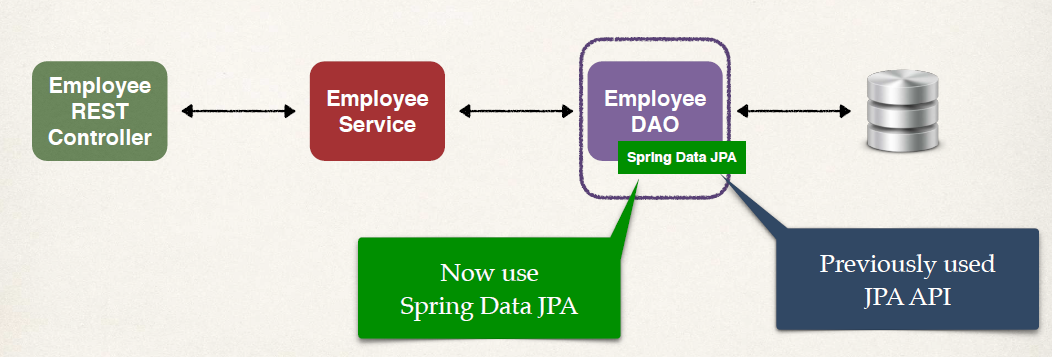 Employee
REST
Controller
Employee
Service
Employee
DAO
Spring Data JPA
Now use
Spring Data JPA
Previously used
JPA API